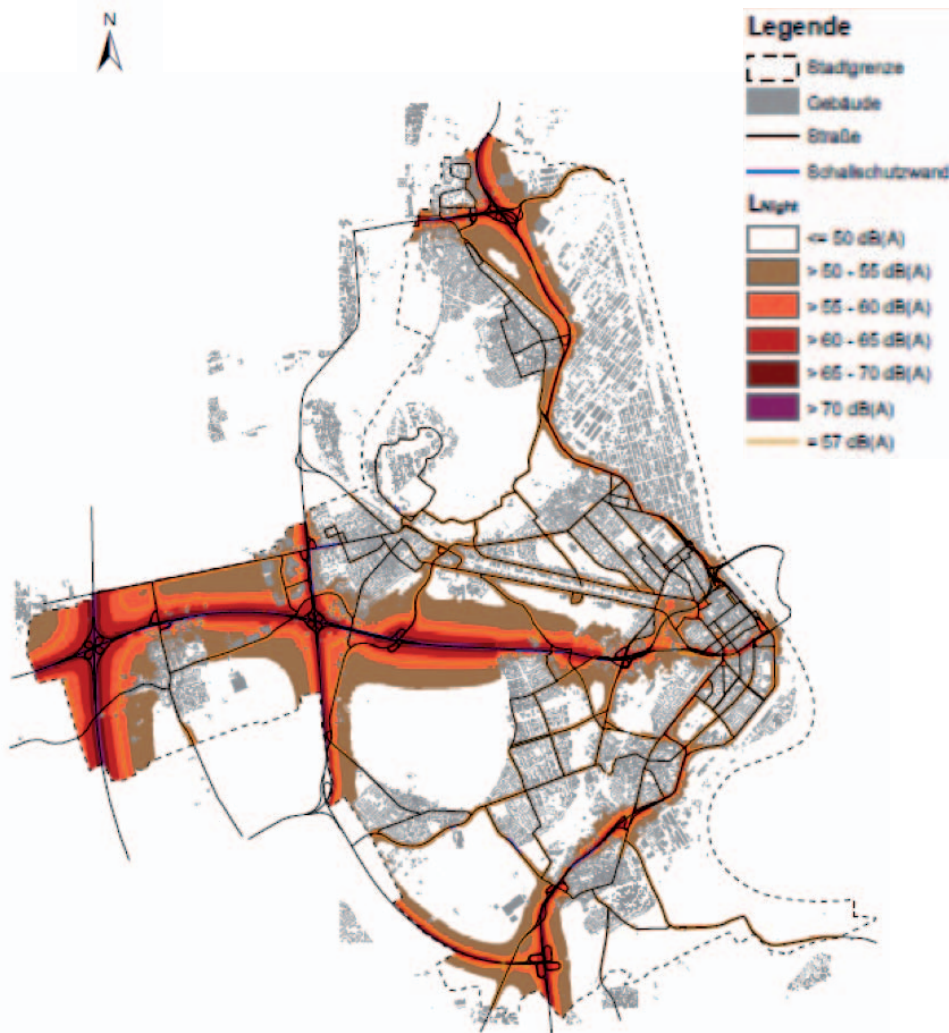 N
Legende
Stadtgrenze
Gebäude
Straße
Schallschutzwand
LNight
<= 50 dB(A)
> 50 - 55 dB(A)
> 55 - 60 dB(A)
> 60 - 65 dB(A)
> 65 - 70 dB(A)
> 70 dB(A)
= 57 dB(A)